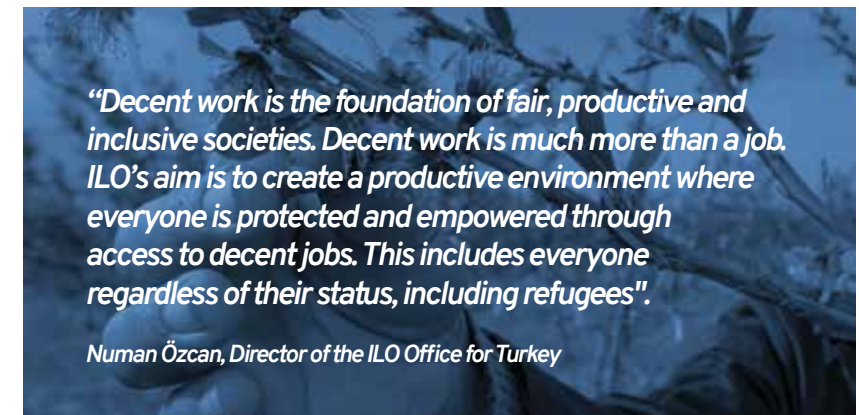 “Decent work is the foundation of fair, productive and
inclusive societies. Decent work is much more than a job.
ILO’s aim is to create a productive environment where
everyone is protected and empowered through
access to decent jobs. This includes everyone
regardless of their status, including refugees".
Numan Özcan, Director of the ILO Office for Turkey